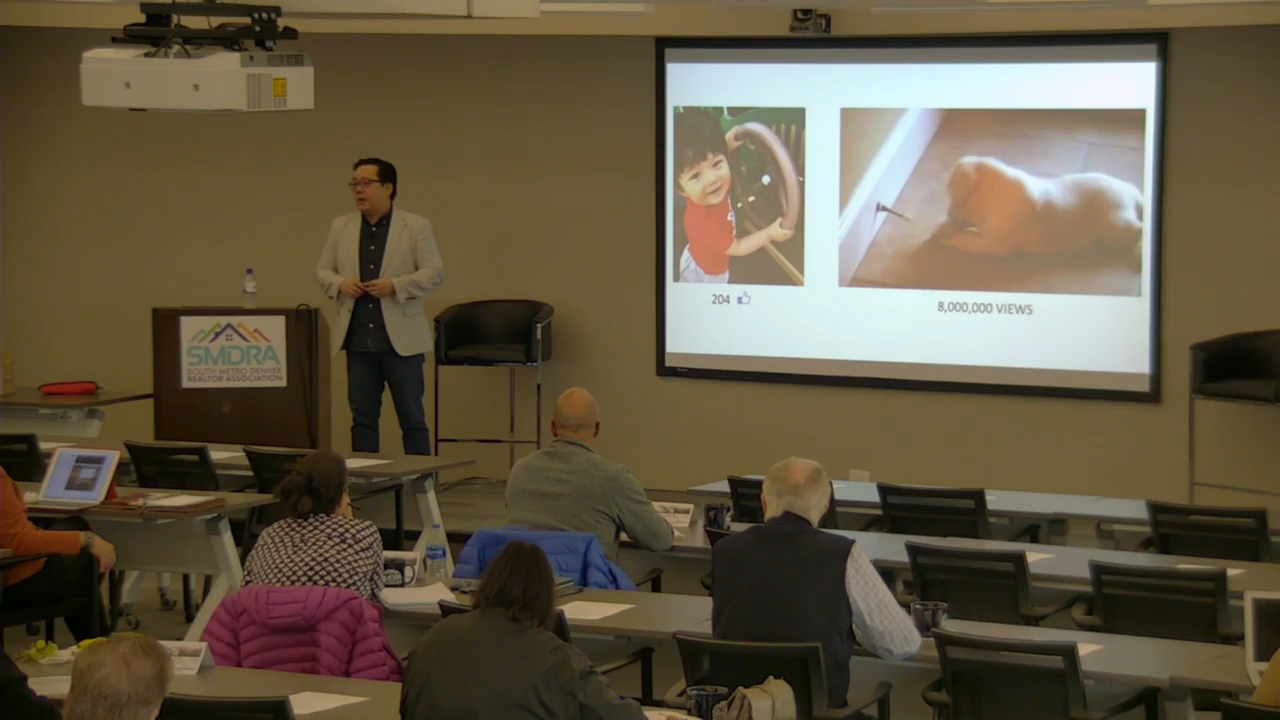 204
8,000,000 VIEWS
SMDRA
SOUTH METRO DENVER
REALTOR® ASSOCIATION